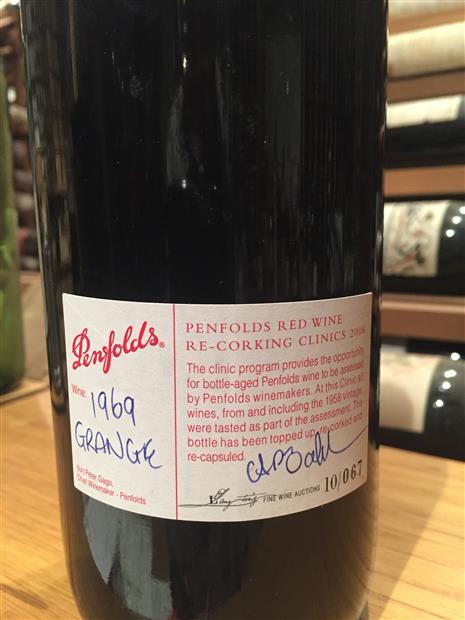 Penfolds®
Wine:
1969
GRANGE
For: Peter Gago,
Chief Winemaker - Penfolds
PENFOLDS RED WINE
RE-CORKING CLINICS 2008
The clinic program provides the opportunity
for bottle-aged Penfolds wine to be assessed
by Penfolds winemakers. At this Clinic all
wines, from and including the 1958 vintage,
were tasted as part of the assessment. This
bottle has been topped up, re-corked and
re-capsuled.
FINE WINE AUCTIONS 10/067